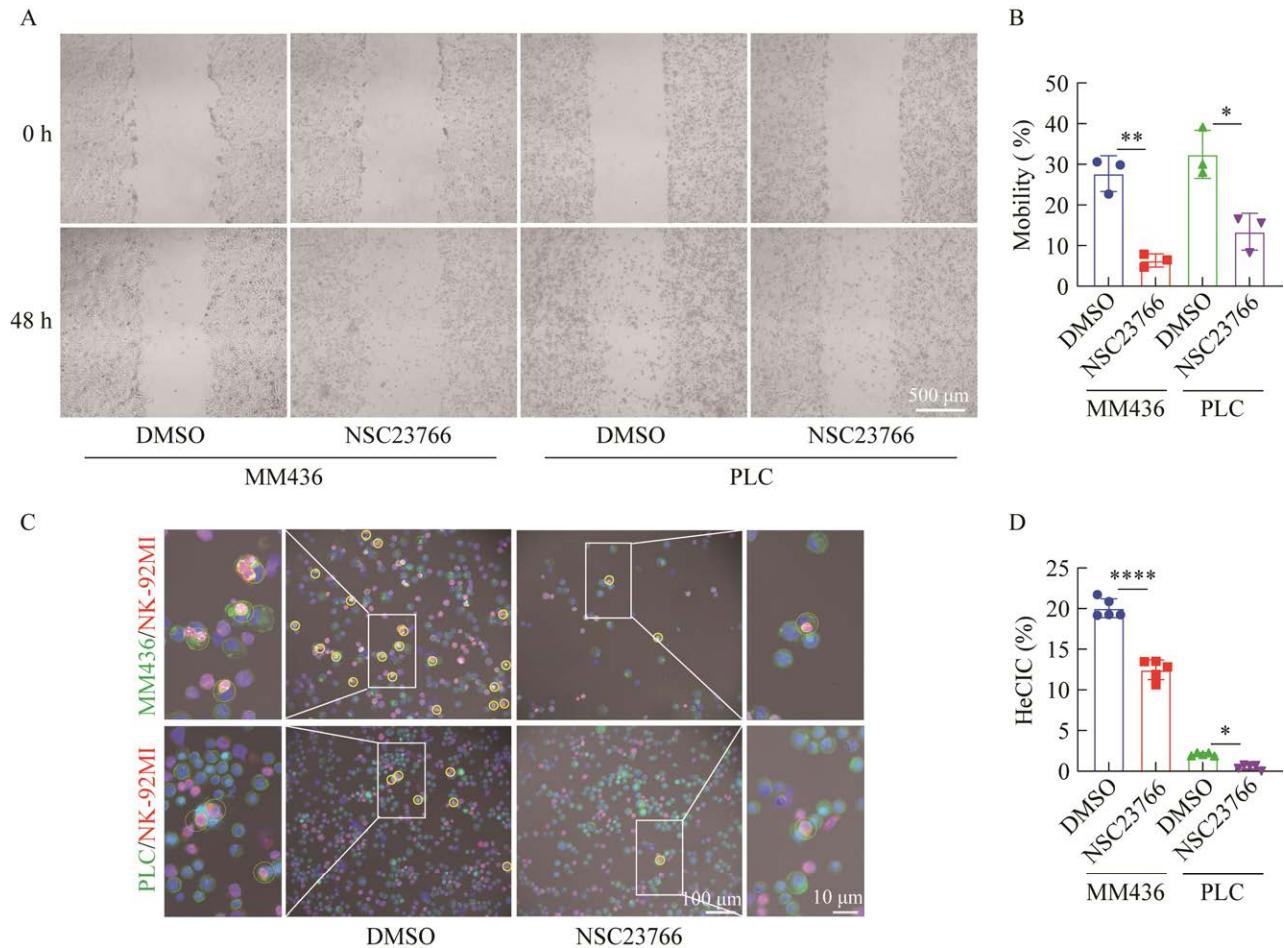 A
0 h
48 h
500 μm
DMSO
NSC23766
DMSO
NSC23766
MM436
PLC
B
Mobility ( %)
50
40
30
20
10
0
**
*
DMSO
NSC23766
DMSO
NSC23766
MM436
PLC
C
MM436/NK-92MI
PLC/NK-92MI
100 μm
10 μm
DMSO
NSC23766
D
HeCIC (%)
25
20
15
10
5
0
****
*
DMSO
NSC23766
DMSO
NSC23766
MM436
PLC